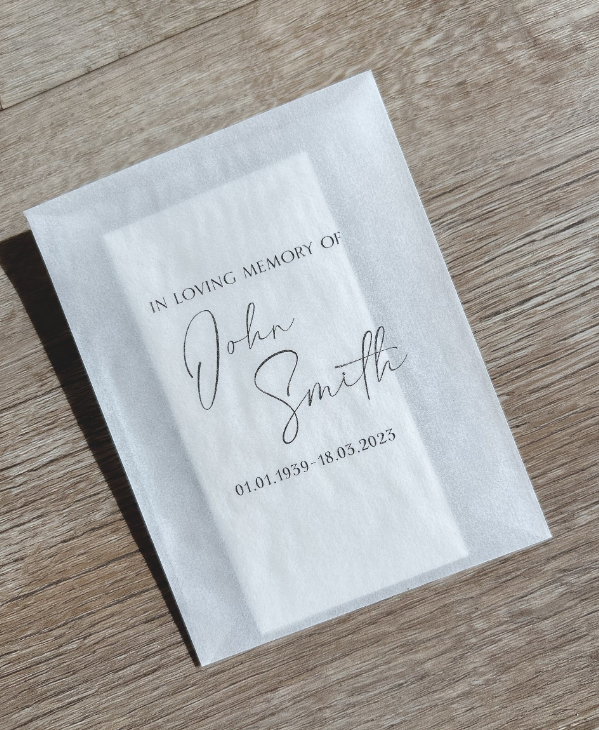 IN LOVING MEMORY OF
John
Smith
01.01.1939-18.03.2023